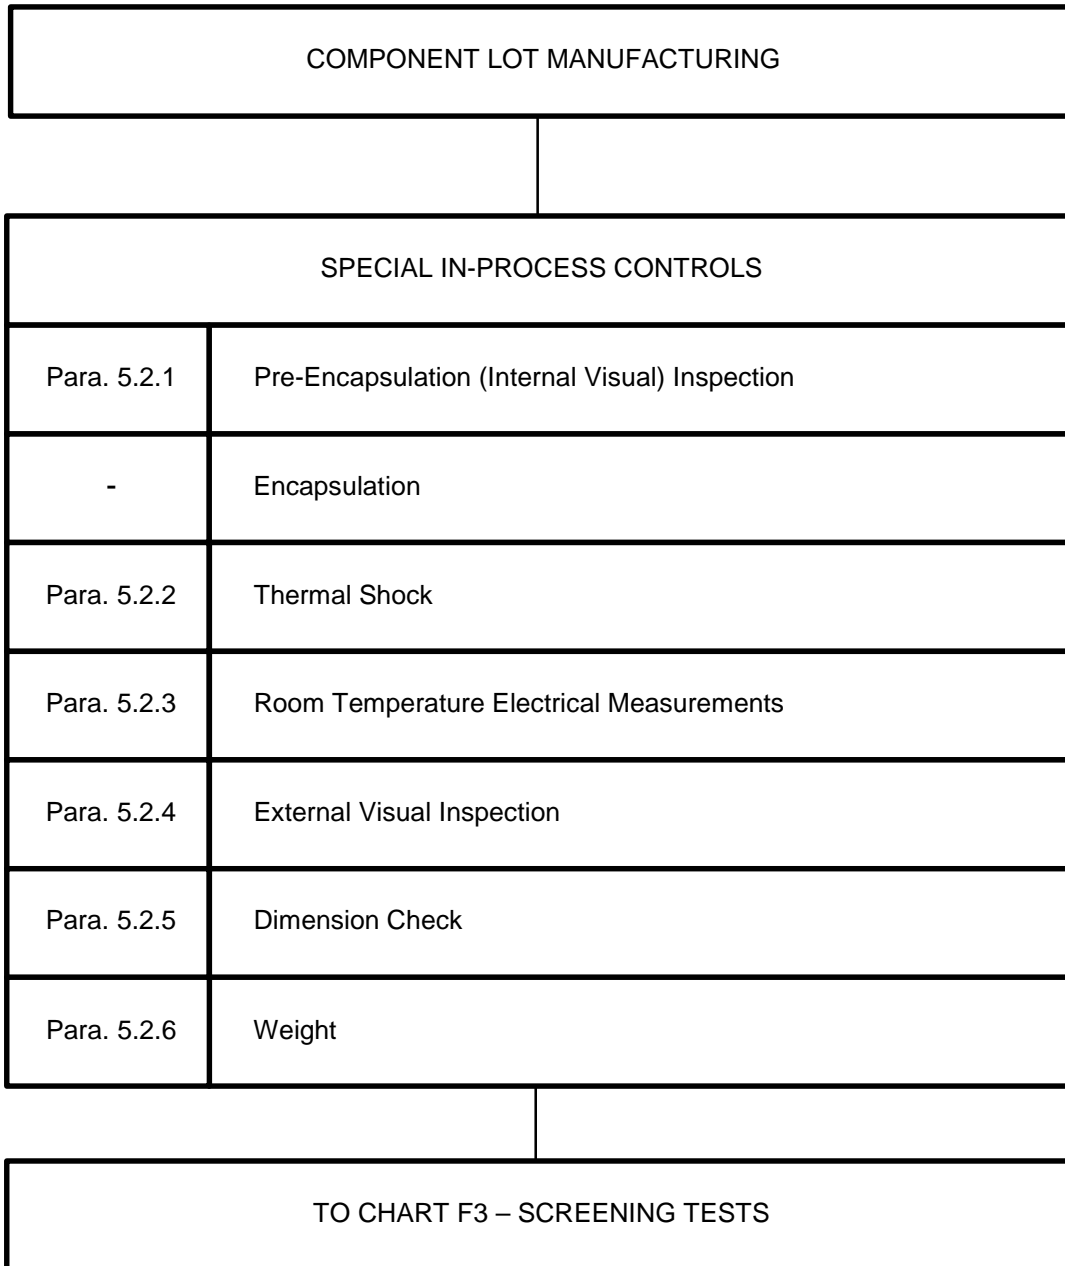 COMPONENT LOT MANUFACTURING
SPECIAL IN-PROCESS CONTROLS
Para. 5.2.1 Pre-Encapsulation (Internal Visual) Inspection
- Encapsulation
Para. 5.2.2 Thermal Shock
Para. 5.2.3 Room Temperature Electrical Measurements
Para. 5.2.4 External Visual Inspection
Para. 5.2.5 Dimension Check
Para. 5.2.6 Weight
TO CHART F3 – SCREENING TESTS